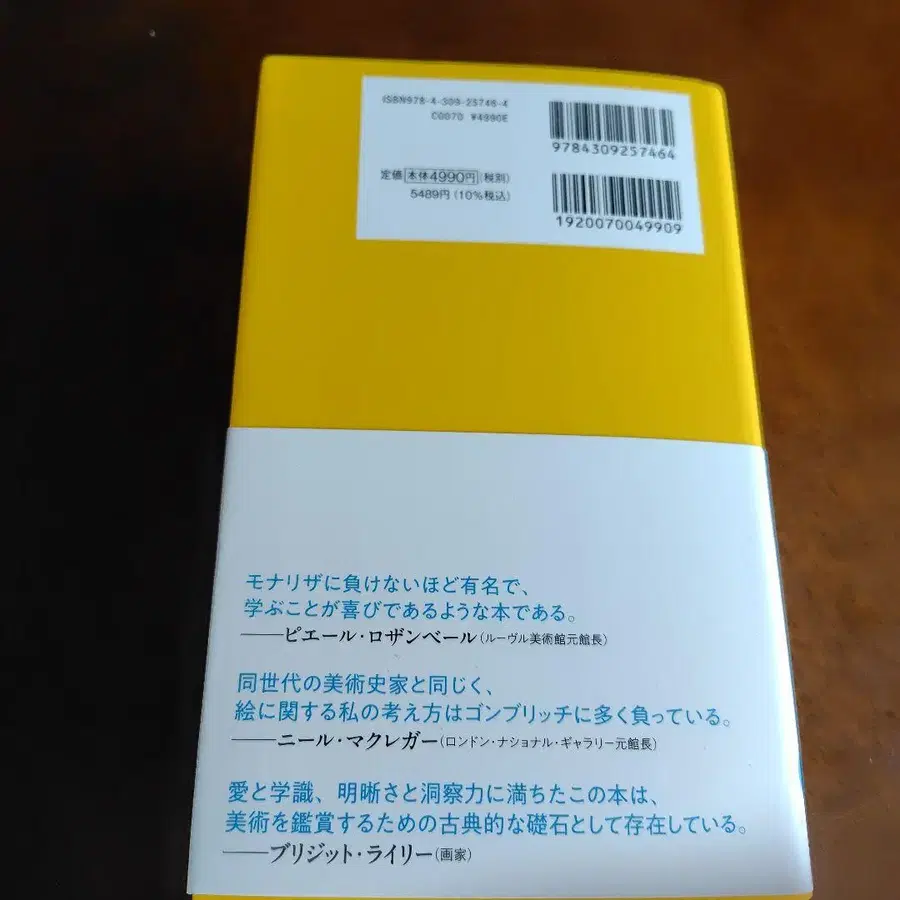 ISBN978-4-309-25746-4
C0070 ¥4990E
9784309257464
定価 本体4990円(税別)
5489円(10%税込)
1920070049909
モナリザに負けないほど有名で、
学ぶことが喜びであるような本である。
――ピエール・ロザンベール(ルーヴル美術館元館長)
同世代の美術史家と同じく、
絵に関する私の考え方はゴンブリッチに多く負っている。
――ニール・マクレガー(ロンドン・ナショナル・ギャラリー元館長)
愛と学識、明晰さと洞察力に満ちたこの本は、
美術を鑑賞するための古典的な礎石として存在している。
――ブリジット・ライリー(画家)